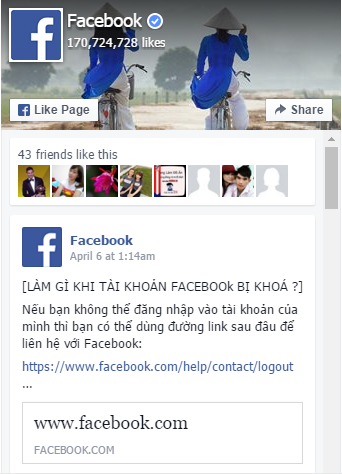 Facebook
170,724,728 likes
Like Page
Share
43 friends like this
Facebook
April 6 at 1:14am
[LÀM GÌ KHI TÀI KHOẢN FACEBOOk BỊ KHOÁ ?]
Nếu bạn không thể đăng nhập vào tài khoản của
mình thì bạn có thể dùng đường link sau đâu để
liên hệ với Facebook:
https://www.facebook.com/help/contact/logout
...
www.facebook.com
FACEBOOK.COM